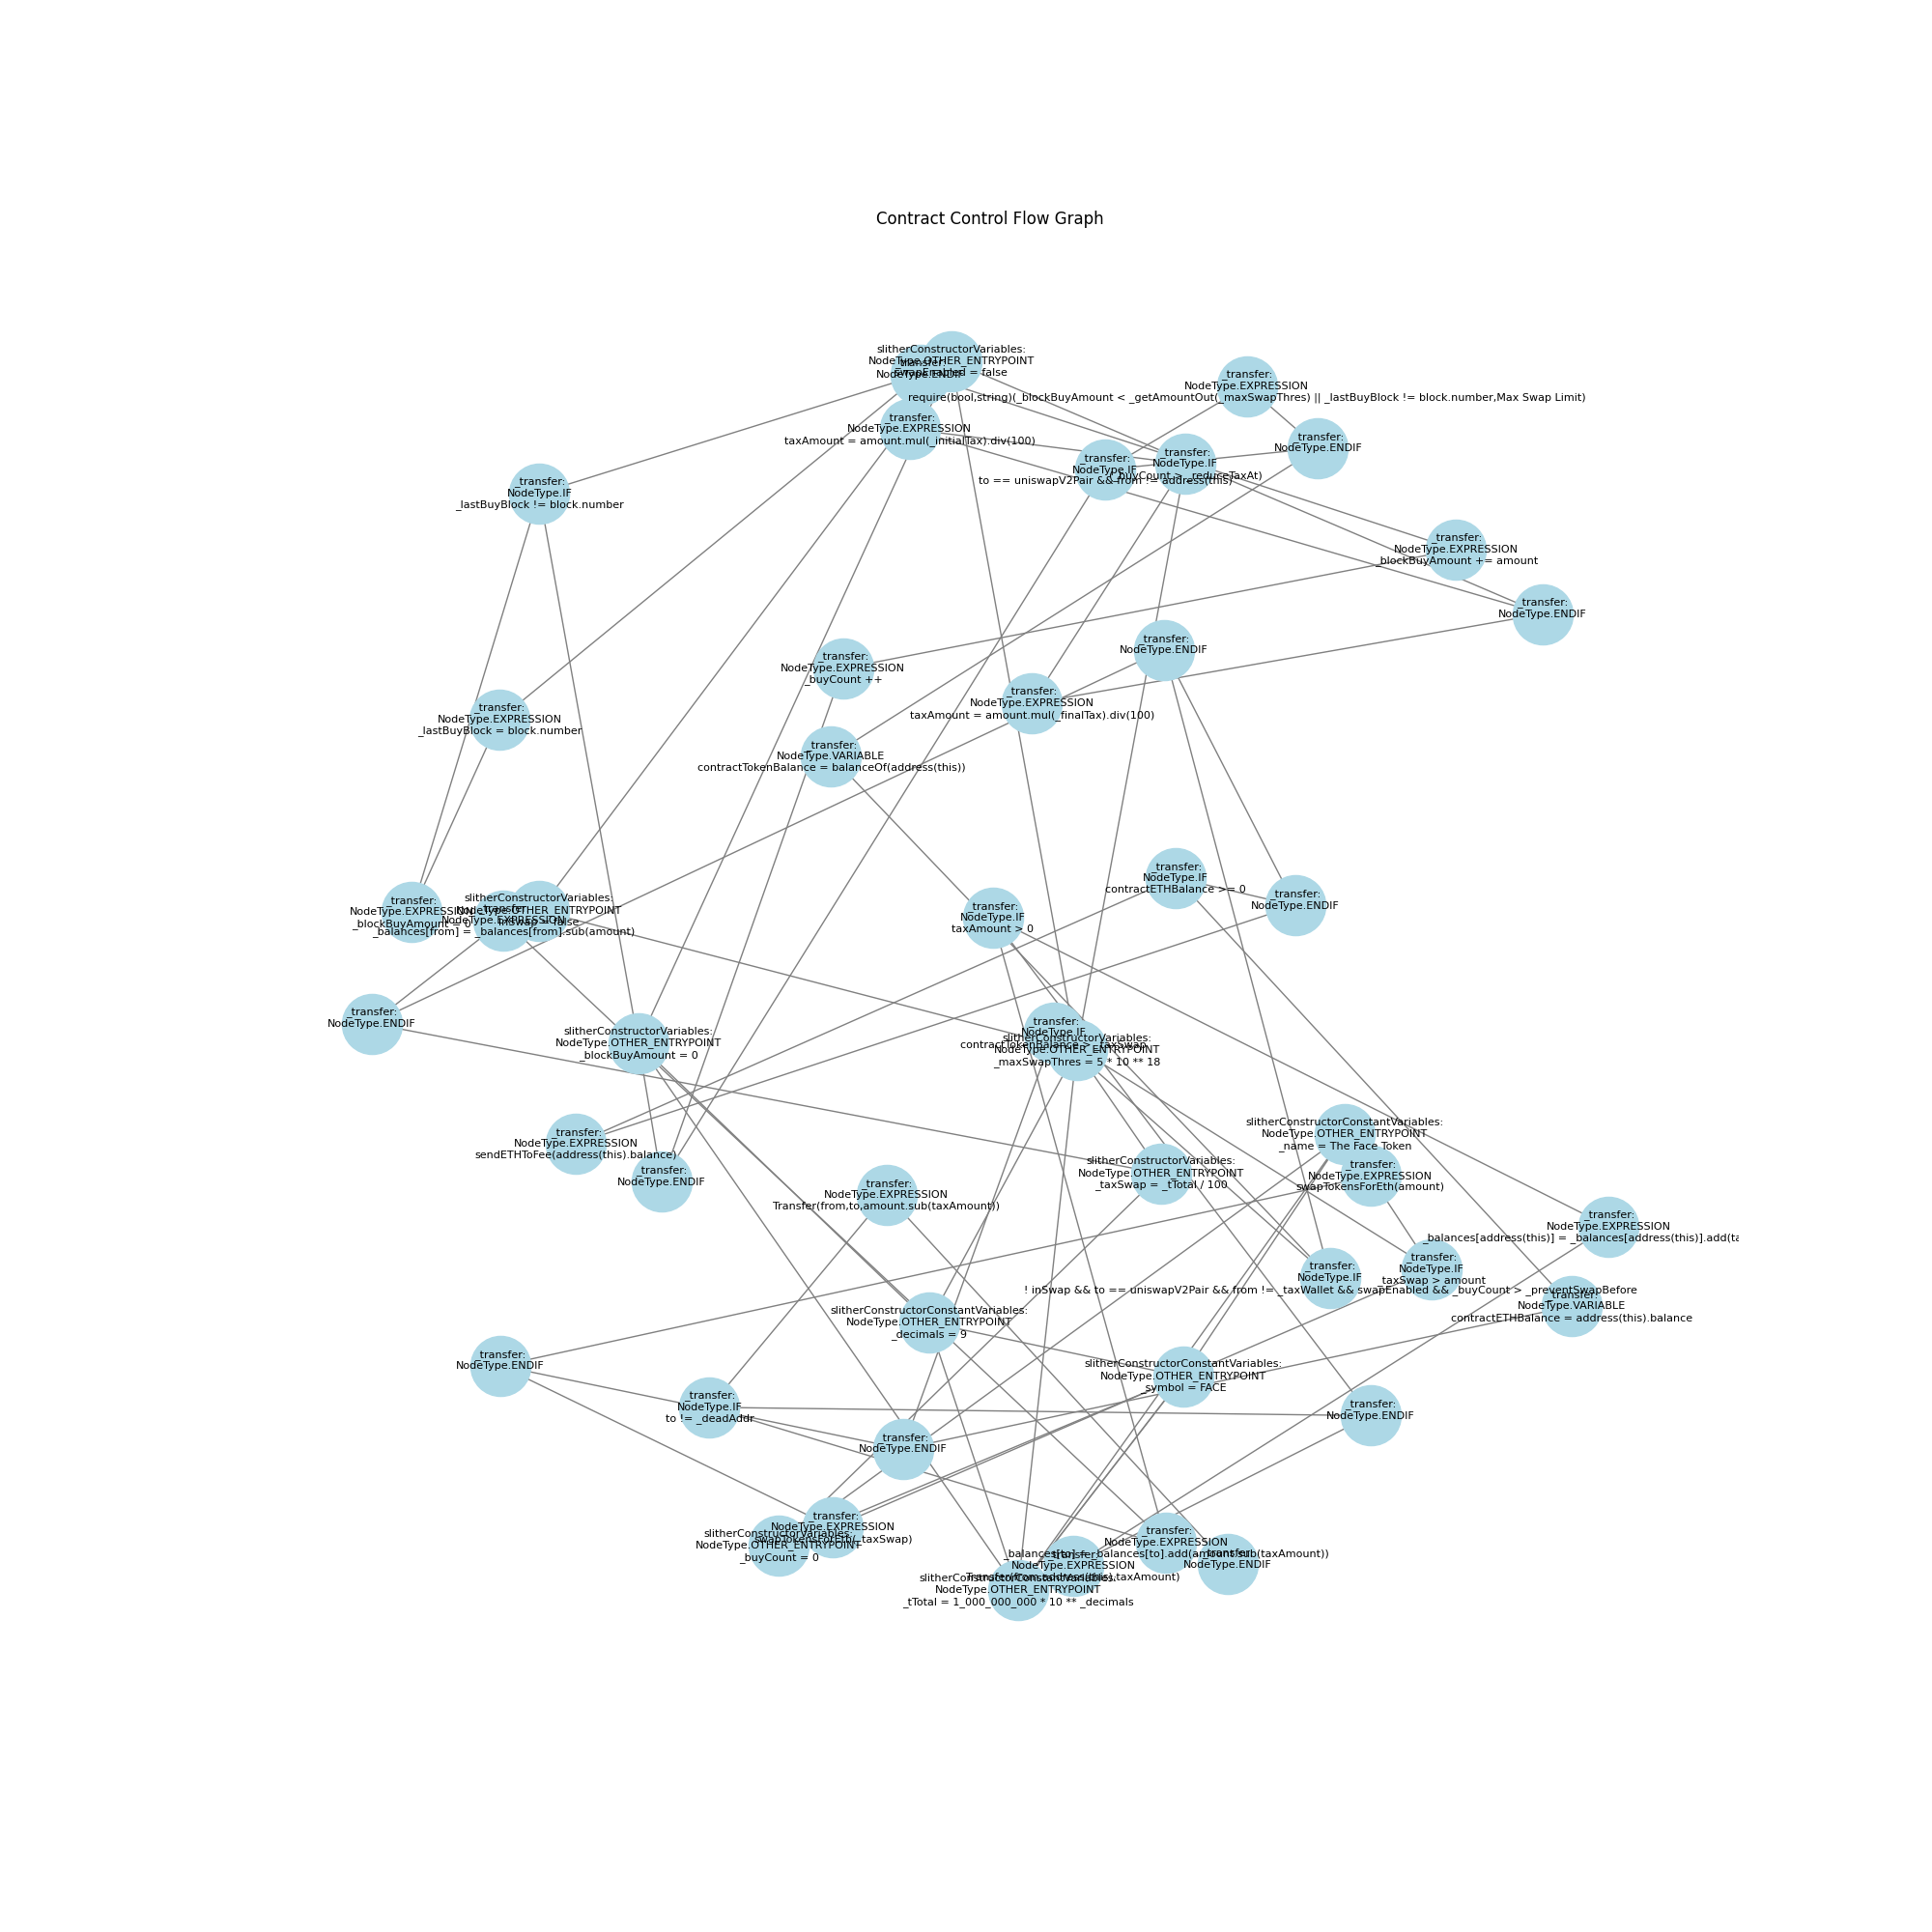 Contract Control Flow Graph
slitherConstructorVariables:
NodeType.OTHER_ENTRYPOINT
swapEnabled = false
_transfer:
NodeType.ENDIF
_transfer:
NodeType.EXPRESSION
require(bool,string)(_blockBuyAmount < _getAmountOut(_maxSwapThres) || _lastBuyBlock != block.number,Max Swap Limit)
_transfer:
NodeType.EXPRESSION
taxAmount = amount.mul(_initialTax).div(100)
_transfer:
NodeType.ENDIF
_transfer:
NodeType.IF
to == uniswapV2Pair && from != address(this)
_transfer:
NodeType.IF
(_buyCount > _reduceTaxAt)
_transfer:
NodeType.IF
_lastBuyBlock != block.number
_transfer:
NodeType.EXPRESSION
_blockBuyAmount += amount
_transfer:
NodeType.ENDIF
_transfer:
NodeType.ENDIF
_transfer:
NodeType.EXPRESSION
_buyCount ++
_transfer:
NodeType.EXPRESSION
taxAmount = amount.mul(_finalTax).div(100)
_transfer:
NodeType.EXPRESSION
_lastBuyBlock = block.number
_transfer:
NodeType.VARIABLE
contractTokenBalance = balanceOf(address(this))
_transfer:
NodeType.IF
contractETHBalance >= 0
_transfer:
NodeType.ENDIF
_transfer:
NodeType.EXPRESSION
_blockBuyAmount = 0
slitherConstructorVariables:
NodeType.OTHER_ENTRYPOINT
inSwap = false
_transfer:
NodeType.EXPRESSION
_balances[from] = _balances[from].sub(amount)
_transfer:
NodeType.IF
taxAmount > 0
_transfer:
NodeType.ENDIF
slitherConstructorVariables:
NodeType.OTHER_ENTRYPOINT
_blockBuyAmount = 0
_transfer:
NodeType.IF
contractTokenBalance > _taxSwap
slitherConstructorVariables:
NodeType.OTHER_ENTRYPOINT
_maxSwapThres = 5 * 10 ** 18
_transfer:
NodeType.EXPRESSION
sendETHToFee(address(this).balance)
_transfer:
NodeType.ENDIF
slitherConstructorConstantVariables:
NodeType.OTHER_ENTRYPOINT
_name = The Face Token
_transfer:
NodeType.EXPRESSION
swapTokensForEth(amount)
slitherConstructorVariables:
NodeType.OTHER_ENTRYPOINT
_taxSwap = _tTotal / 100
_transfer:
NodeType.EXPRESSION
Transfer(from,to,amount.sub(taxAmount))
_transfer:
NodeType.EXPRESSION
_balances[address(this)] = _balances[address(this)].add(ta
_transfer:
NodeType.IF
_taxSwap > amount
_transfer:
NodeType.IF
! inSwap && to == uniswapV2Pair && from != _taxWallet && swapEnabled && _buyCount > _preventSwapBefore
_transfer:
NodeType.VARIABLE
contractETHBalance = address(this).balance
slitherConstructorConstantVariables:
NodeType.OTHER_ENTRYPOINT
_decimals = 9
_transfer:
NodeType.ENDIF
slitherConstructorConstantVariables:
NodeType.OTHER_ENTRYPOINT
_symbol = FACE
_transfer:
NodeType.IF
to != _deadAddr
_transfer:
NodeType.ENDIF
_transfer:
NodeType.ENDIF
_transfer:
NodeType.EXPRESSION
swapTokensForEth(_taxSwap)
slitherConstructorVariables:
NodeType.OTHER_ENTRYPOINT
_buyCount = 0
_transfer:
NodeType.EXPRESSION
_balances[to] = _balances[to].add(amount.sub(taxAmount))
_transfer:
NodeType.EXPRESSION
Transfer(from,address(this),taxAmount)
_transfer:
NodeType.ENDIF
slitherConstructorConstantVariables:
NodeType.OTHER_ENTRYPOINT
_tTotal = 1_000_000_000 * 10 ** _decimals